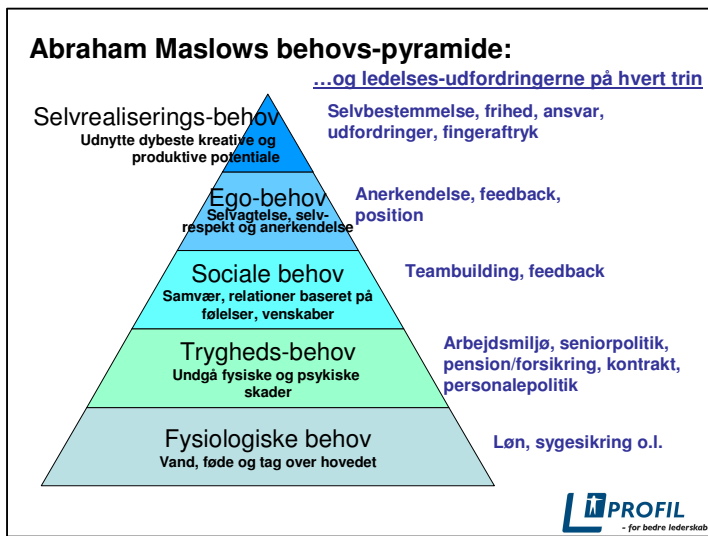 Abraham Maslows behovs-pyramide:
…og ledelses-udfordringerne på hvert trin
Selvrealiserings-behov
Udnytte dybeste kreative og
produktive potentiale
Selvbestemmelse, frihed, ansvar,
udfordringer, fingeraftryk
Ego-behov
Selvagtelse, selv-
respekt og anerkendelse
Anerkendelse, feedback,
position
Sociale behov
Samvær, relationer baseret på
følelser, venskaber
Teambuilding, feedback
Trygheds-behov
Undgå fysiske og psykiske
skader
Arbejdsmiljø, seniorpolitik,
pension/forsikring, kontrakt,
personalepolitik
Fysiologiske behov
Vand, føde og tag over hovedet
Løn, sygesikring o.l.
PROFIL
- for bedre lederskab